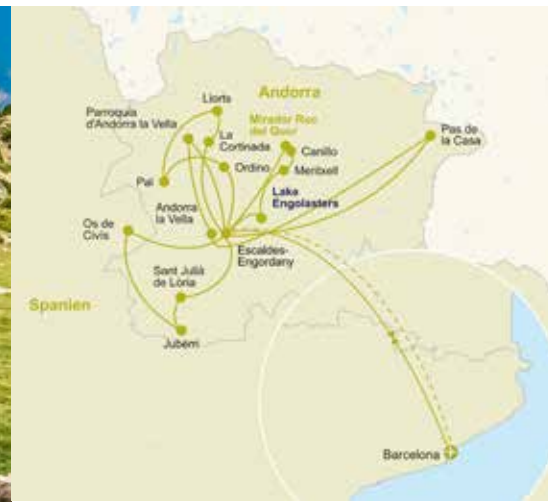 Andorra
Llorts
Parroquia
d'Andorra la Vella
La
Cortinada
Mirador Roc
del Quer
Canillo
Meritxell
Pas de
la Casa
Ordino
Pal
Lake
Engolasters
Andorra
la Vella
Os de
Civís
Escaldes-
Engordany
Sant Julià
de Lòria
Spanien
Juberri
Barcelona